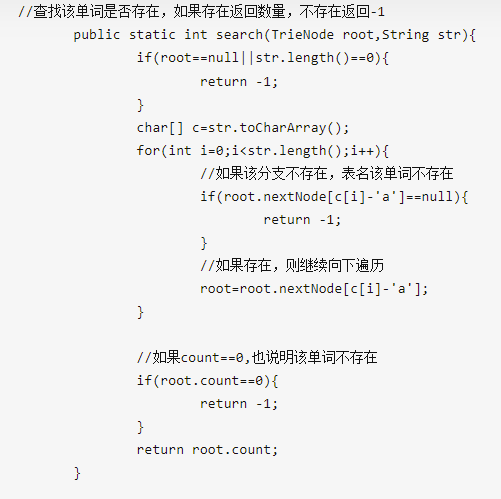 //查找该单词是否存在，如果存在返回数量，不存在返回-1
public static int search(TrieNode root,String str){
if(root==null||str.length()==0){
return -1;
}
char[] c=str.toCharArray();
for(int i=0;i<str.length();i++){
//如果该分支不存在，表名该单词不存在
if(root.nextNode[c[i]-'a']==null){
return -1;
}
//如果存在，则继续向下遍历
root=root.nextNode[c[i]-'a'];
}
//如果count==0,也说明该单词不存在
if(root.count==0){
return -1;
}
return root.count;
}